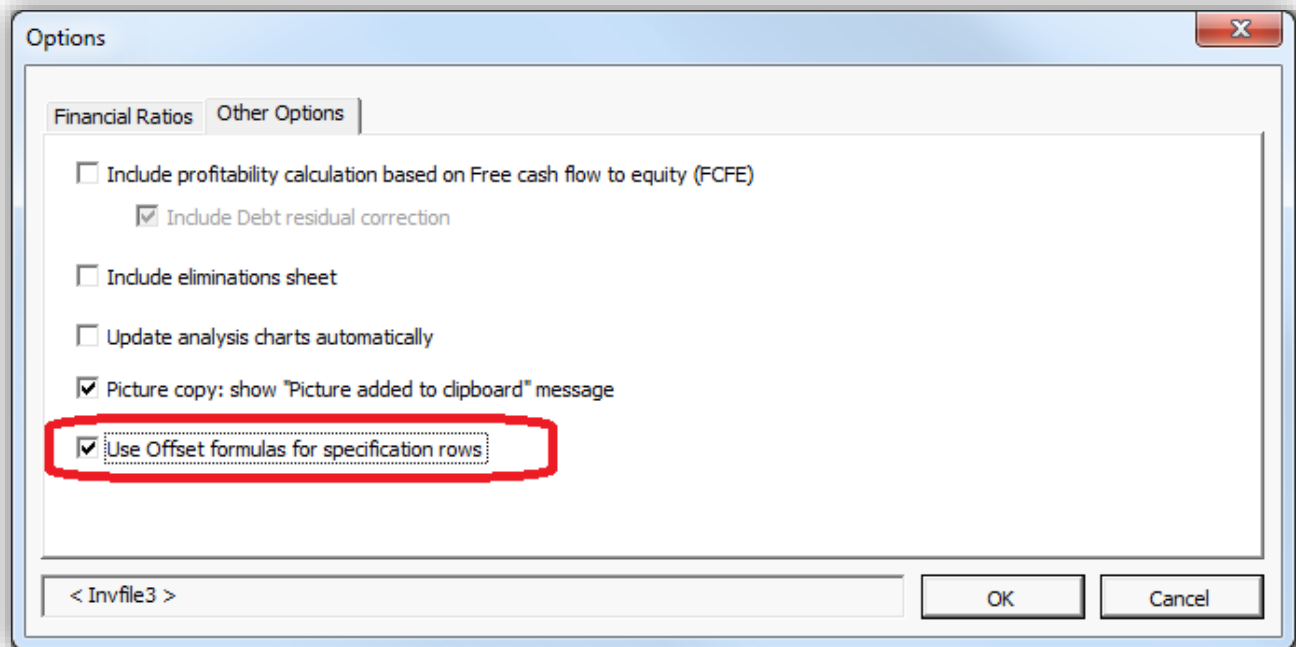 Options
Financial Ratios
Other Options
Include profitability calculation based on Free cash flow to equity (FCFE)
Include Debt residual correction
Include eliminations sheet
Update analysis charts automatically
Picture copy: show "Picture added to clipboard" message
Use Offset formulas for specification rows
< Invfile3 >
OK
Cancel